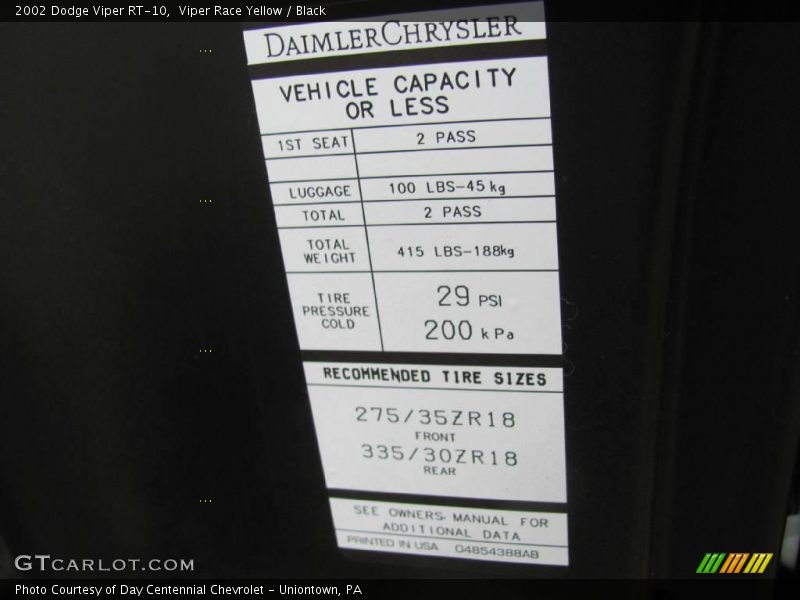 2002 Dodge Viper RT-10, Viper Race Yellow / Black
DAIMLERCHRYSLER
VEHICLE CAPACITY
OR LESS
1ST SEAT 2 PASS
LUGGAGE 100 LBS-45 kg
TOTAL 2 PASS
TOTAL WEIGHT 415 LBS-188kg
TIRE PRESSURE COLD 29 PSI
200 kPa
RECOMMENDED TIRE SIZES
275/35ZR18
FRONT
335/30ZR18
REAR
SEE OWNERS MANUAL FOR
ADDITIONAL DATA
PRINTED IN USA 04854388AB
GTCARLOT.COM
Photo Courtesy of Day Centennial Chevrolet - Uniontown, PA